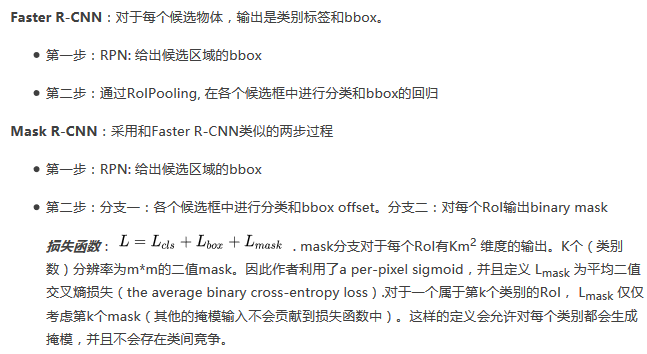 Faster R-CNN：对于每个候选物体，输出是类别标签和bbox。
第一步：RPN: 给出候选区域的bbox
第二步：通过RoIPooling, 在各个候选框中进行分类和bbox的回归
Mask R-CNN：采用和Faster R-CNN类似的两步过程
第一步：RPN: 给出候选区域的bbox
第二步：分支一：各个候选框中进行分类和bbox offset。分支二：对每个RoI输出binary mask
损失函数： L = L_cls + L_box + L_mask . mask分支对于每个RoI有Km² 维度的输出。K个（类别
数）分辨率为m*m的二值mask。因此作者利用了a per-pixel sigmoid，并且定义 L_mask 为平均二值
交叉熵损失（the average binary cross-entropy loss）.对于一个属于第k个类别的RoI， L_mask 仅仅
考虑第k个mask（其他的掩模输入不会贡献到损失函数中）。这样的定义会允许对每个类别都会生成
掩模，并且不会存在类间竞争。